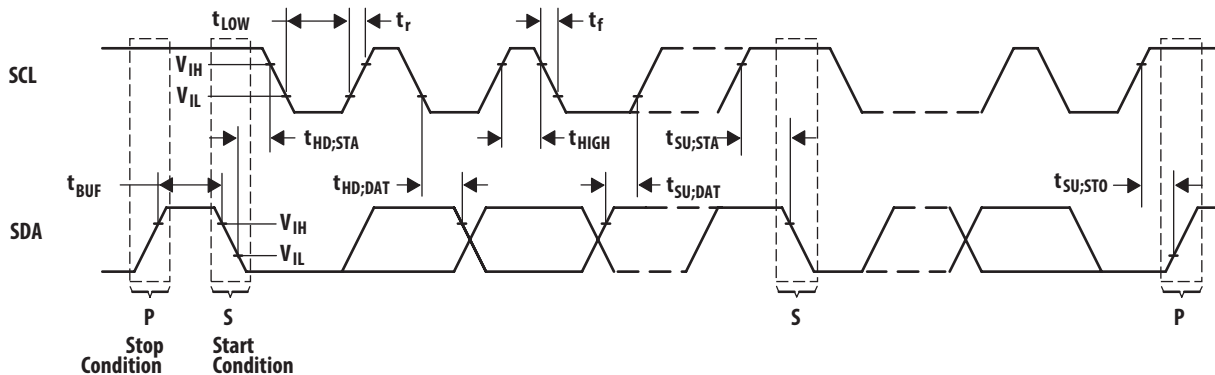 tLOW
tr
tf
SCL
VIH
VIL
tHD;STA
tHIGH
tSU;STA
tBUF
tHD;DAT
tSU;DAT
tSU;STO
SDA
VIH
VIL
P
S
S
P
Stop
Condition
Start
Condition